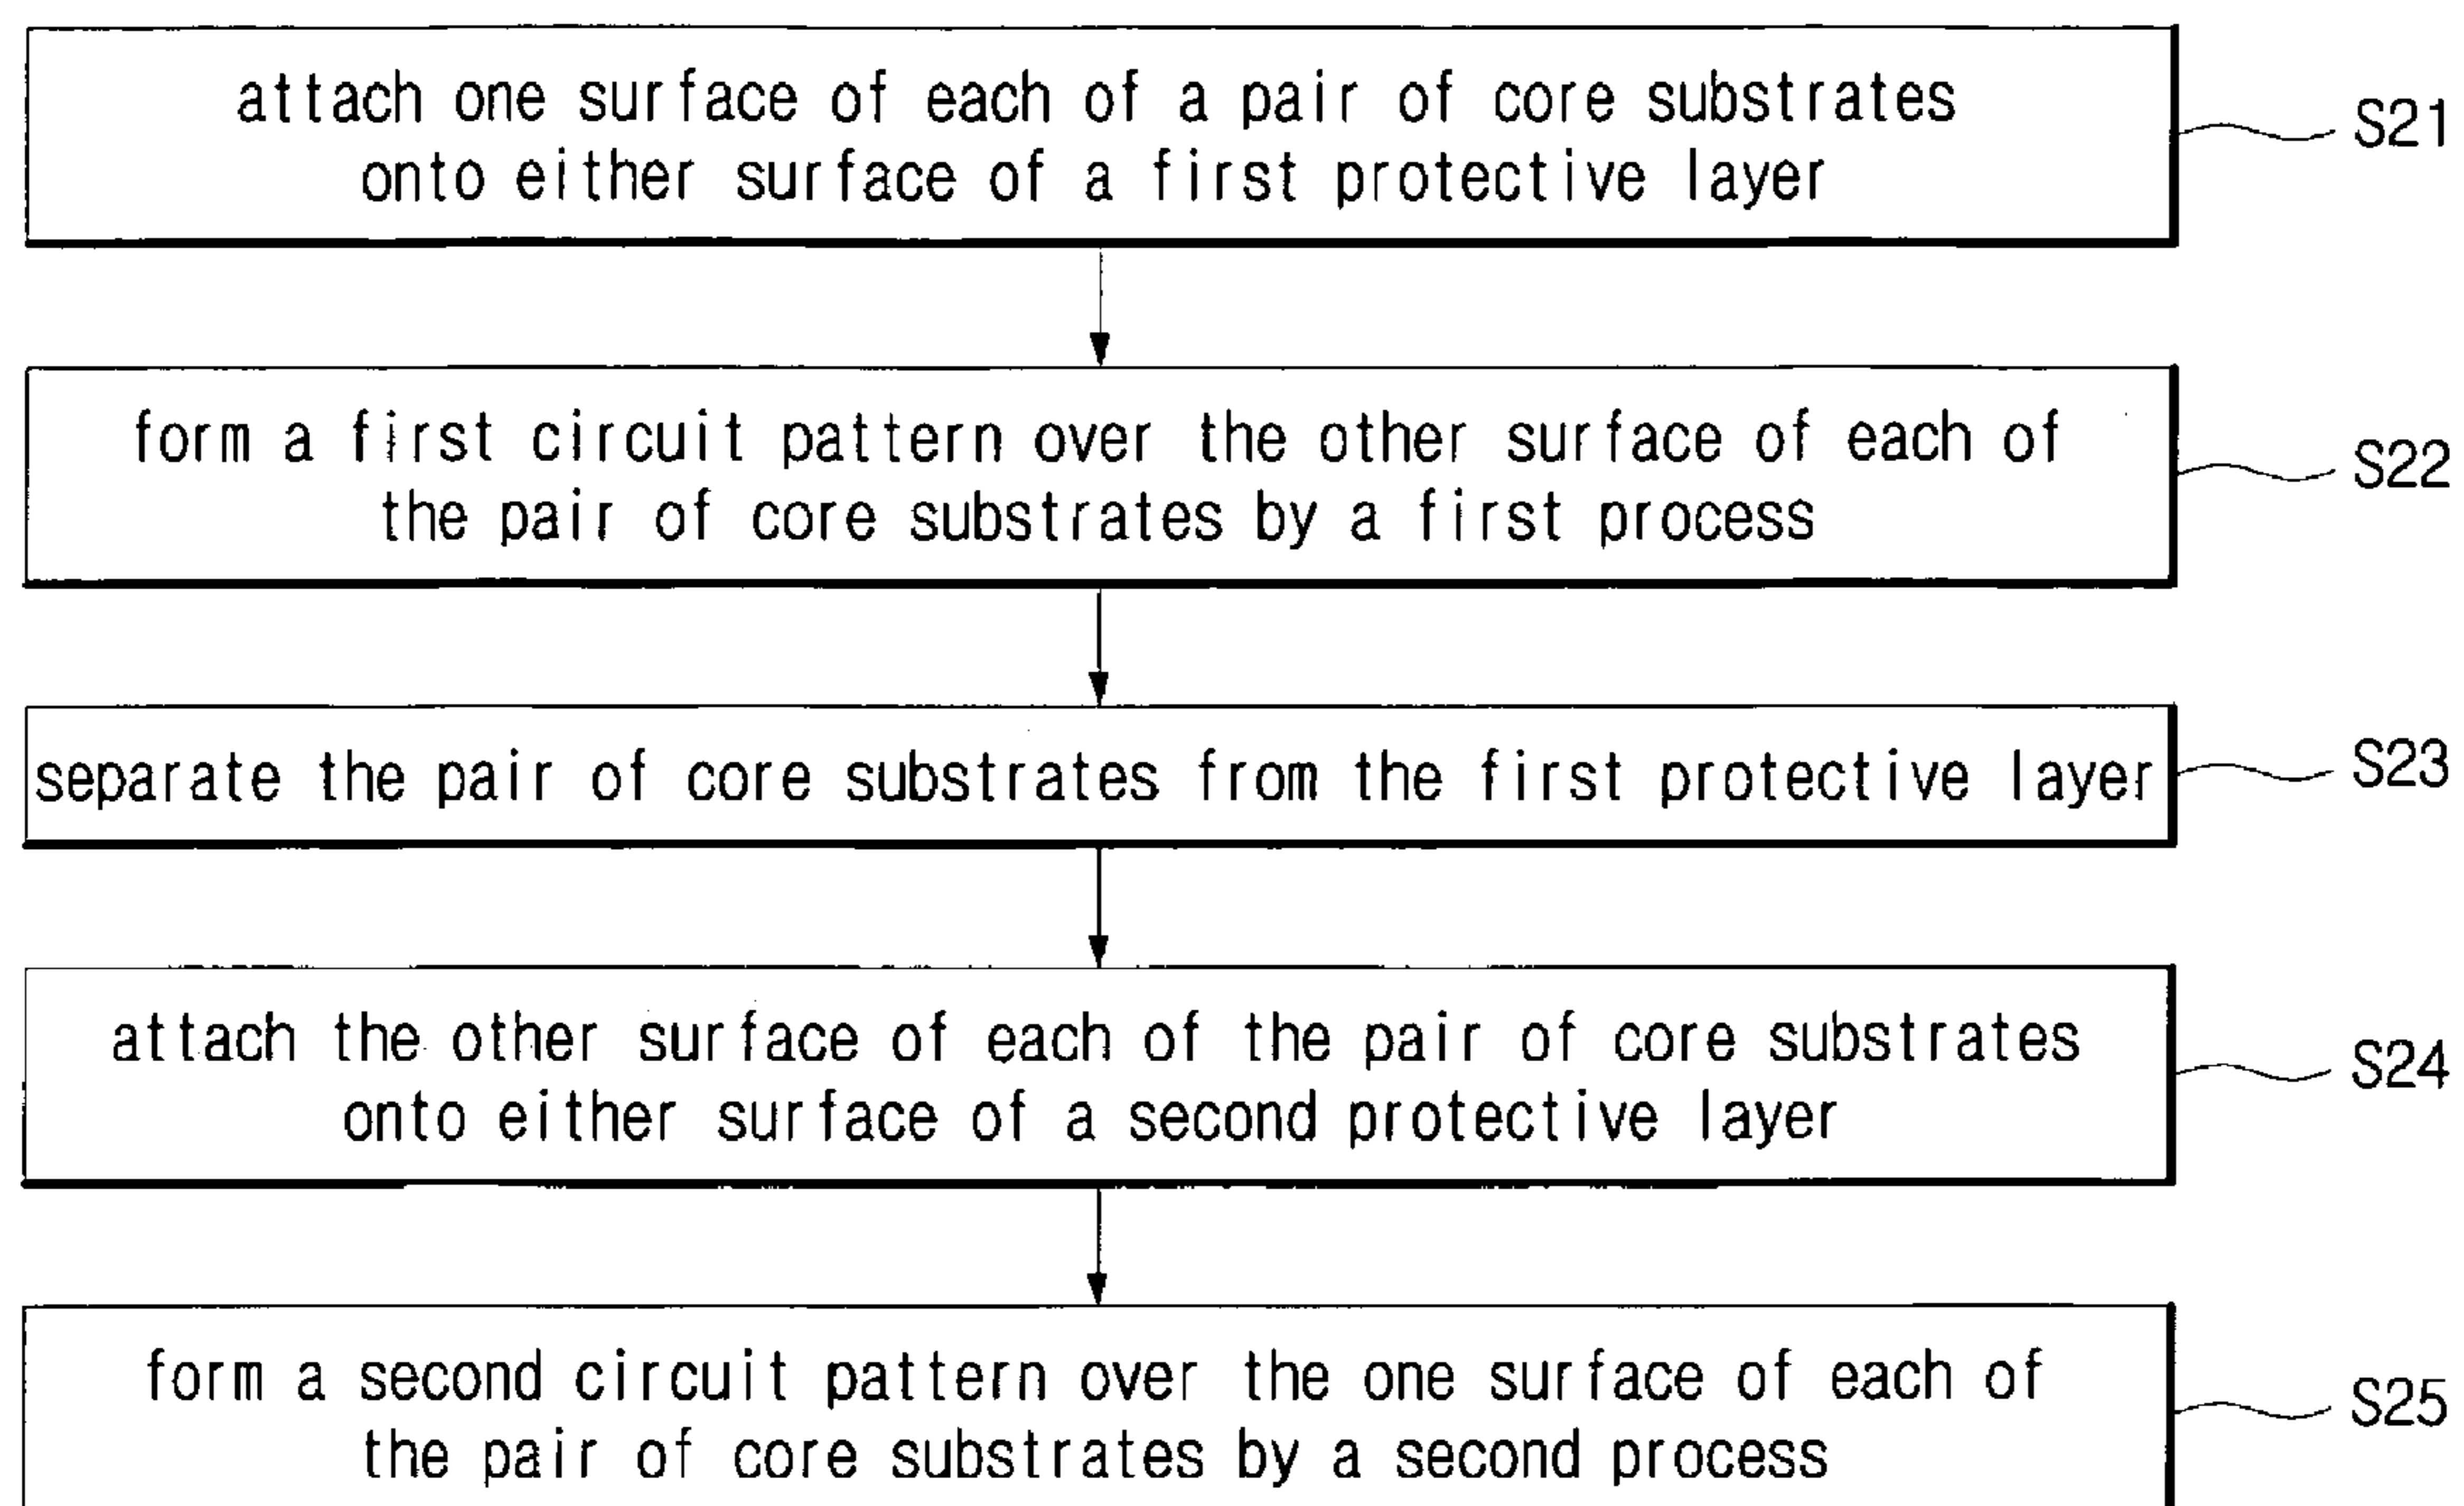 attach one surface of each of a pair of core substrates
onto either surface of a first protective layer
S21
form a first circuit pattern over the other surface of each of
the pair of core substrates by a first process
S22
separate the pair of core substrates from the first protective layer
S23
attach the other surface of each of the pair of core substrates
onto either surface of a second protective layer
S24
form a second circuit pattern over the one surface of each of
the pair of core substrates by a second process
S25